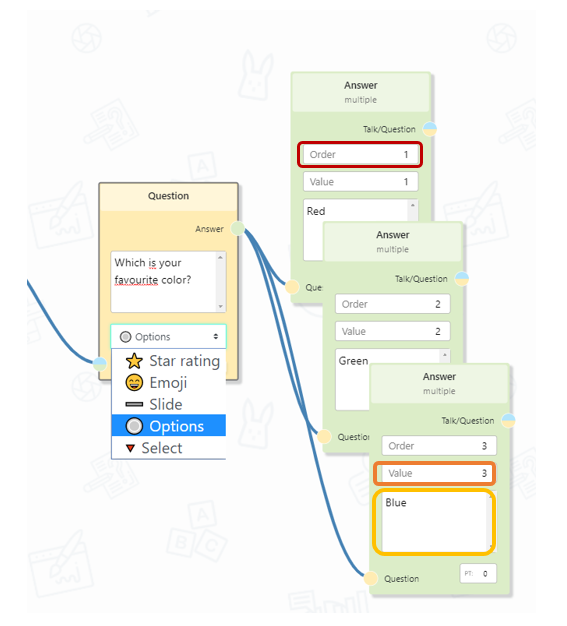 Question
Answer
Which is your
favourite color?
Options
Star rating
Emoji
Slide
Options
Select
Answer
multiple
Talk/Question
Order 1
Value 1
Red
Que
Answer
multiple
Talk/Question
Order 2
Value 2
Green
Question
Answer
multiple
Talk/Question
Order 3
Value 3
Blue
Question
PT: 0